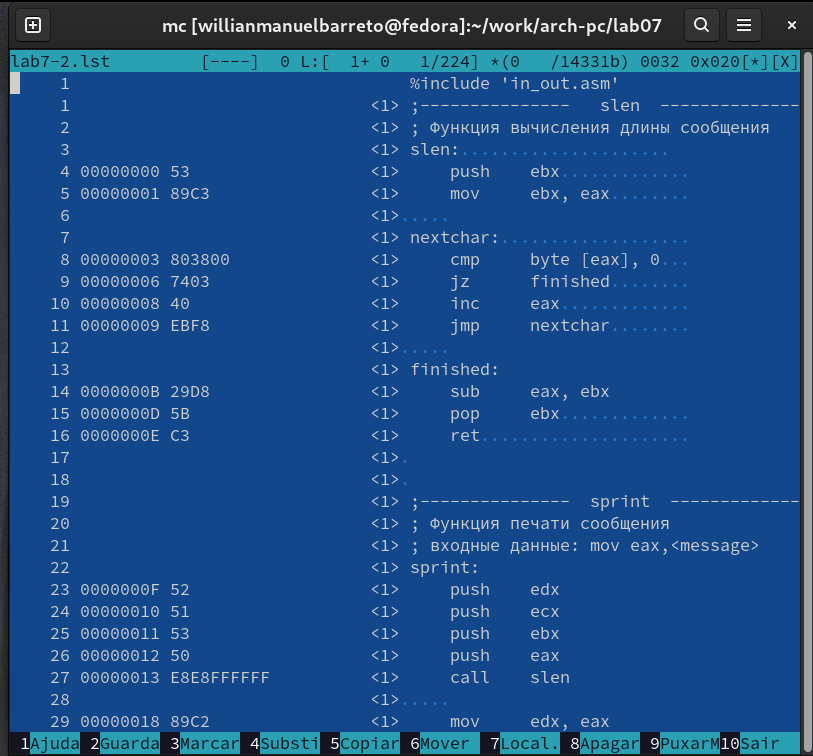 mc [willianmanuelbarreto@fedora]:~/work/arch-pc/lab07
lab7-2.lst [----] 0 L:[ 1+ 0 1/224] *(0 /14331b) 0032 0x020[*][X]
1 %include 'in_out.asm'
1 <1> ;--------------- slen --------------
2 <1> ; Функция вычисления длины сообщения
3 <1> slen:.....................
4 00000000 53 <1> push ebx.............
5 00000001 89C3 <1> mov ebx, eax........
6 <1>.....
7 <1> nextchar:...................
8 00000003 803800 <1> cmp byte [eax], 0...
9 00000006 7403 <1> jz finished........
10 00000008 40 <1> inc eax.............
11 00000009 EBF8 <1> jmp nextchar........
12 <1>.....
13 <1> finished:
14 0000000B 29D8 <1> sub eax, ebx
15 0000000D 5B <1> pop ebx.............
16 0000000E C3 <1> ret.....................
17 <1>.
18 <1>.
19 <1> ;--------------- sprint -------------
20 <1> ; Функция печати сообщения
21 <1> ; входные данные: mov eax,<message>
22 <1> sprint:
23 0000000F 52 <1> push edx
24 00000010 51 <1> push ecx
25 00000011 53 <1> push ebx
26 00000012 50 <1> push eax
27 00000013 E8E8FFFFFF <1> call slen
28 <1>.....
29 00000018 89C2 <1> mov edx, eax
1Ajuda 2Guarda 3Marcar 4Substi 5Copiar 6Mover 7Local. 8Apagar 9PuxarM 10Sair